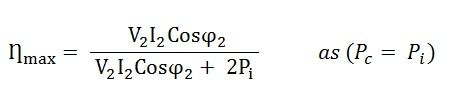 η_max = V₂I₂Cosφ₂ / (V₂I₂Cosφ₂ + 2P_i)    as (P_c = P_i)